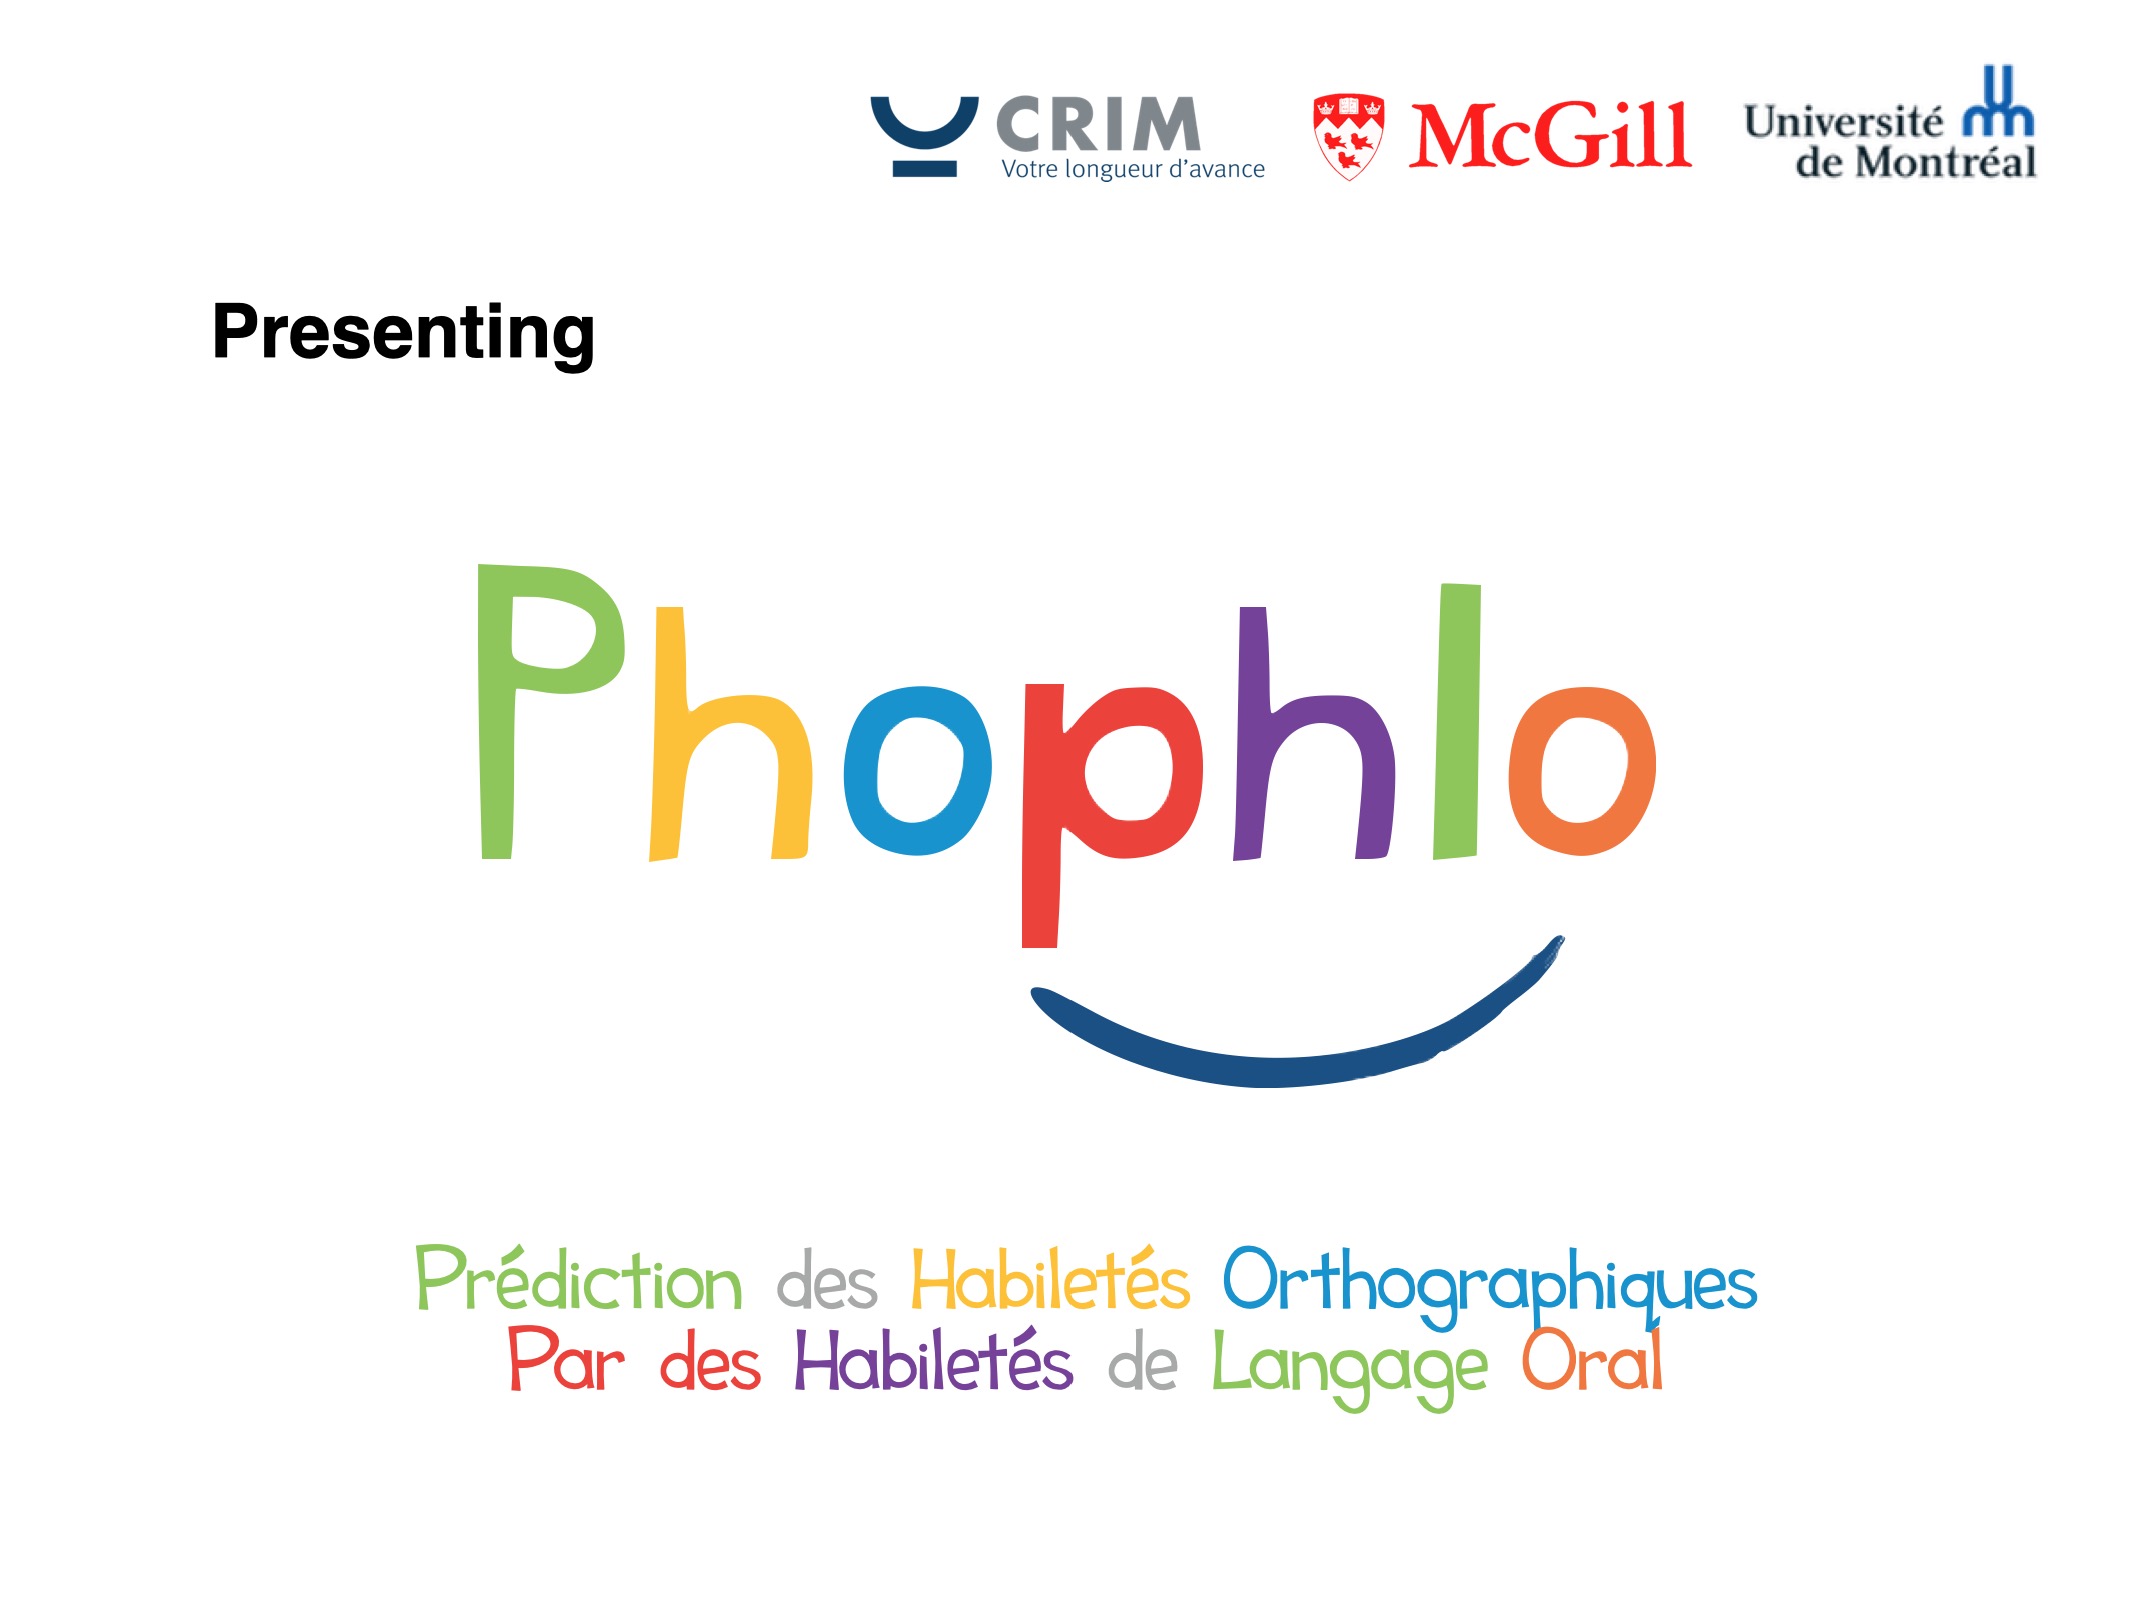 CRIM
Votre longueur d'avance
McGill
Université
de Montréal
Presenting
Phophlo
Prédiction des Habiletés Orthographiques
Par des Habiletés de Langage Oral